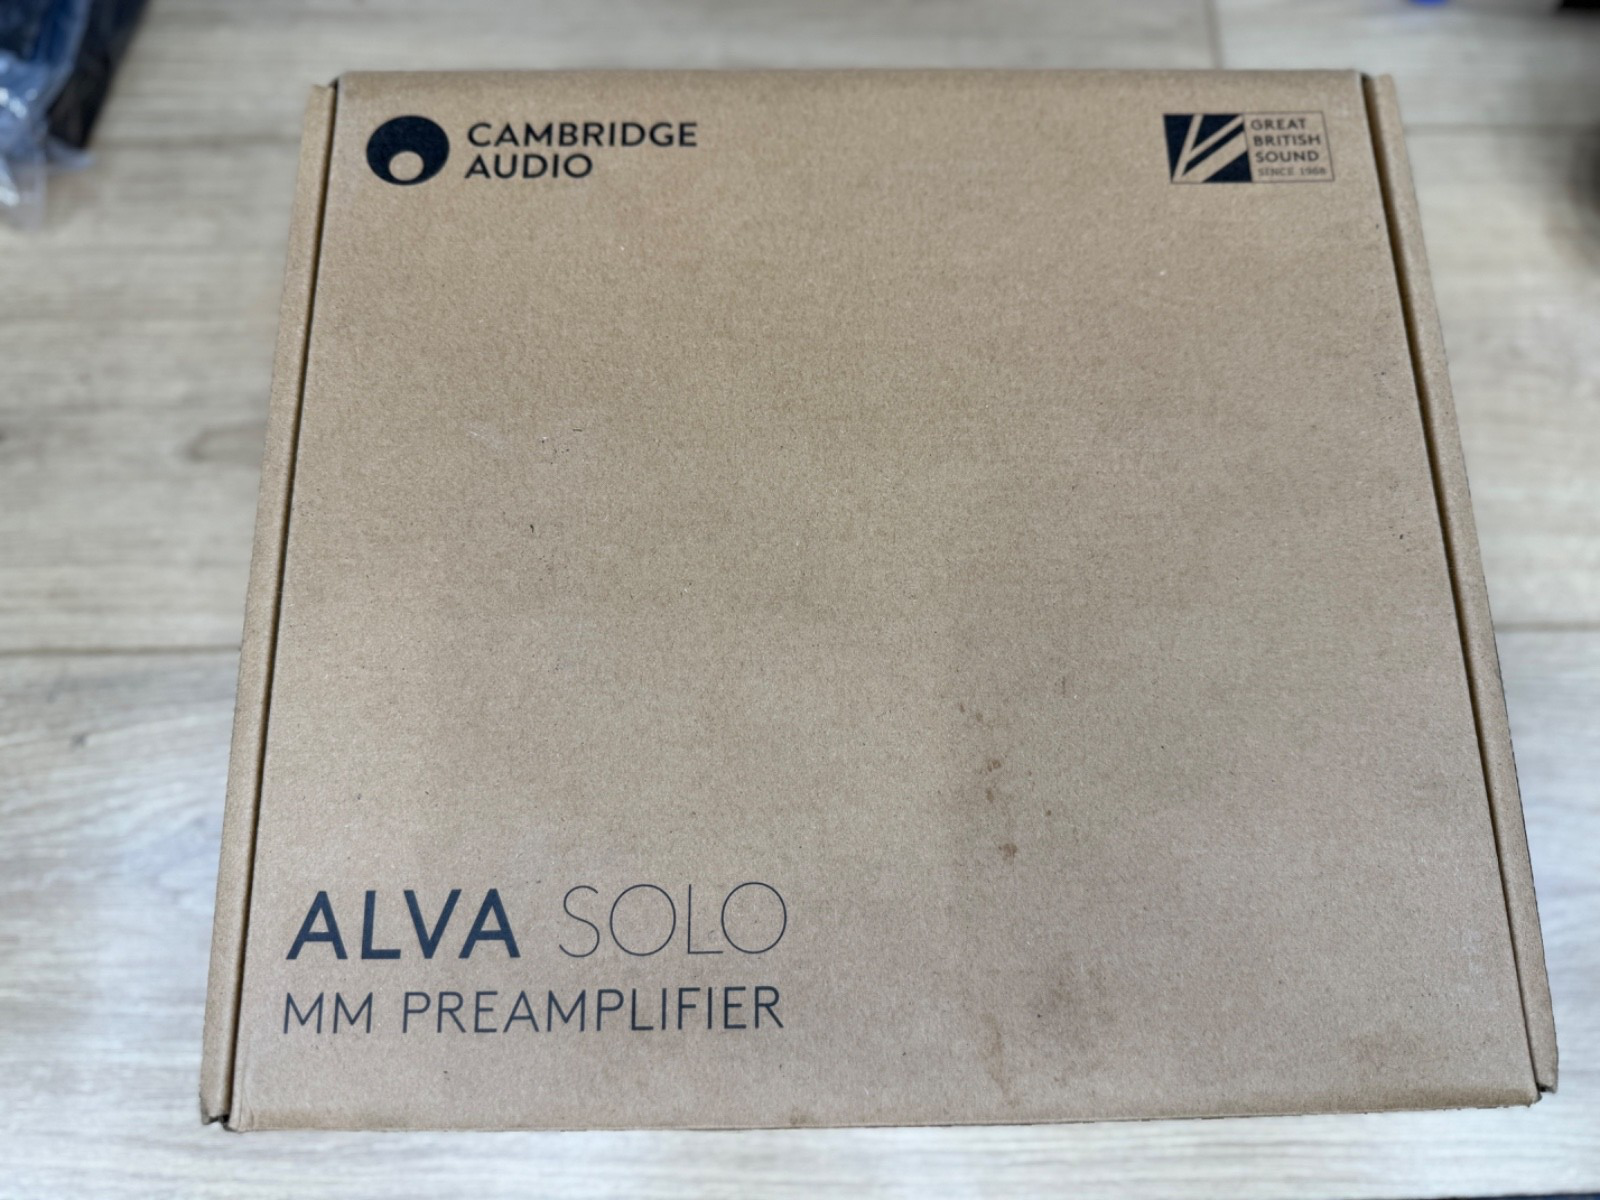 CAMBRIDGE
AUDIO
GREAT
BRITISH
SOUND
SINCE 1968
ALVA SOLO
MM PREAMPLIFIER